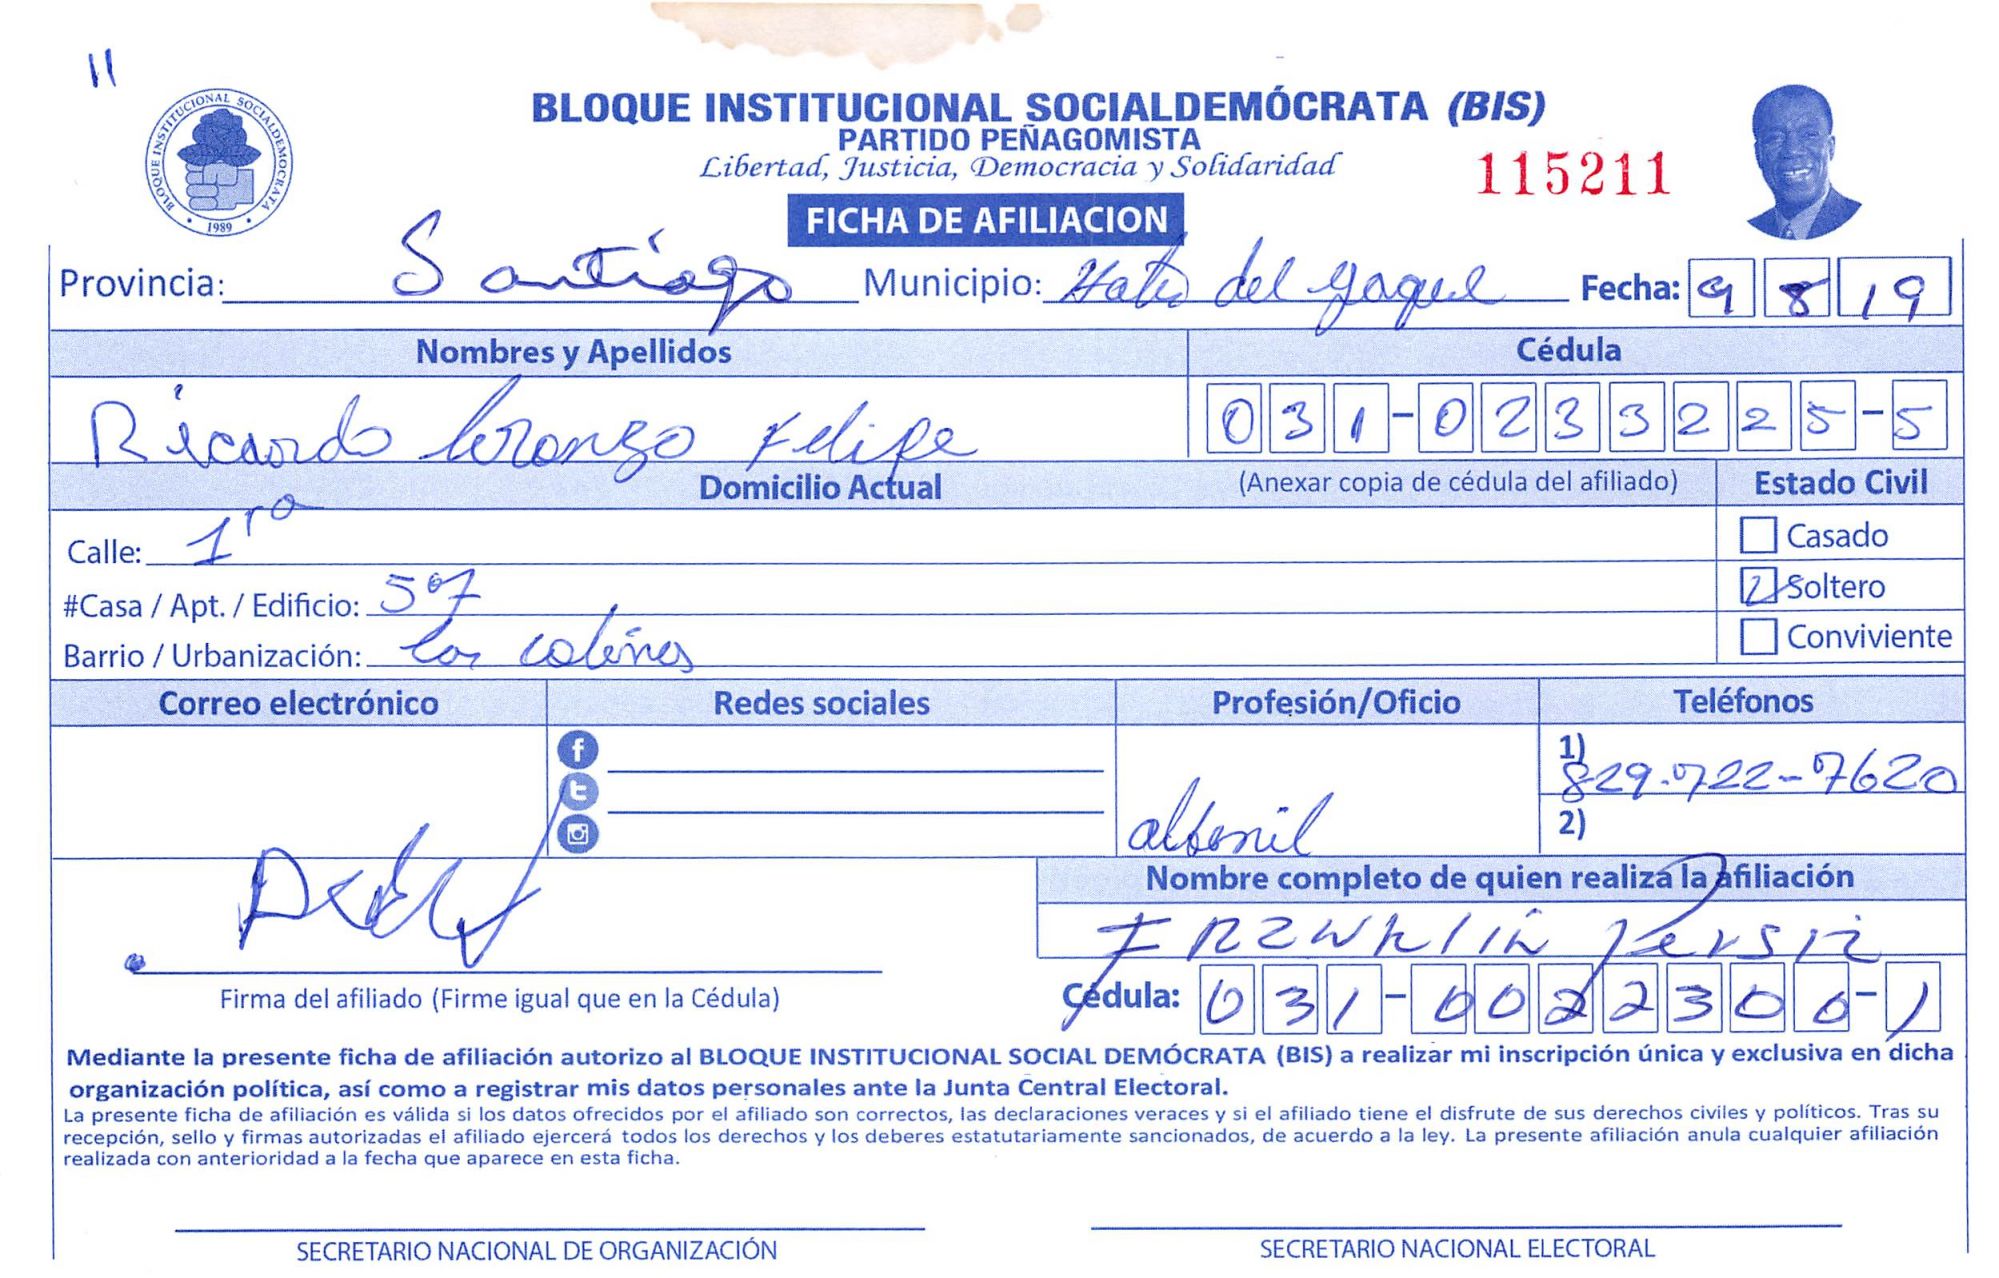 11
BLOQUE INSTITUCIONAL SOCIALDEMÓCRATA (BIS)
PARTIDO PEÑAGOMISTA
Libertad, Justicia, Democracia y Solidaridad
115211
BLOQUE INSTITUCIONAL SOCIALDEMOCRATA
1989
FICHA DE AFILIACION
Provincia: Santiago Municipio: Hato del Yaque Fecha: 9 8 19
Nombres y Apellidos Cédula
Ricardo Felipe 031-0233225-5
Domicilio Actual (Anexar copia de cédula del afiliado) Estado Civil
Calle: 1ra
Casado
#Casa / Apt. / Edificio: 507
Soltero
Barrio / Urbanización: Las colinas
Conviviente
Correo electrónico Redes sociales Profesión/Oficio Teléfonos
1) 829-722-7620
albanil
2)
Nombre completo de quien realiza la afiliación
FRANKlin
Firma del afiliado (Firme igual que en la Cédula)
Cédula: 031-0022300-1
Mediante la presente ficha de afiliación autorizo al BLOQUE INSTITUCIONAL SOCIAL DEMÓCRATA (BIS) a realizar mi inscripción única y exclusiva en dicha
organización política, así como a registrar mis datos personales ante la Junta Central Electoral.
La presente ficha de afiliación es válida si los datos ofrecidos por el afiliado son correctos, las declaraciones veraces y si el afiliado tiene el disfrute de sus derechos civiles y políticos. Tras su
recepción, sello y firmas autorizadas el afiliado ejercerá todos los derechos y los deberes estatutariamente sancionados, de acuerdo a la ley. La presente afiliación anula cualquier afiliación
realizada con anterioridad a la fecha que aparece en esta ficha.
SECRETARIO NACIONAL DE ORGANIZACIÓN SECRETARIO NACIONAL ELECTORAL